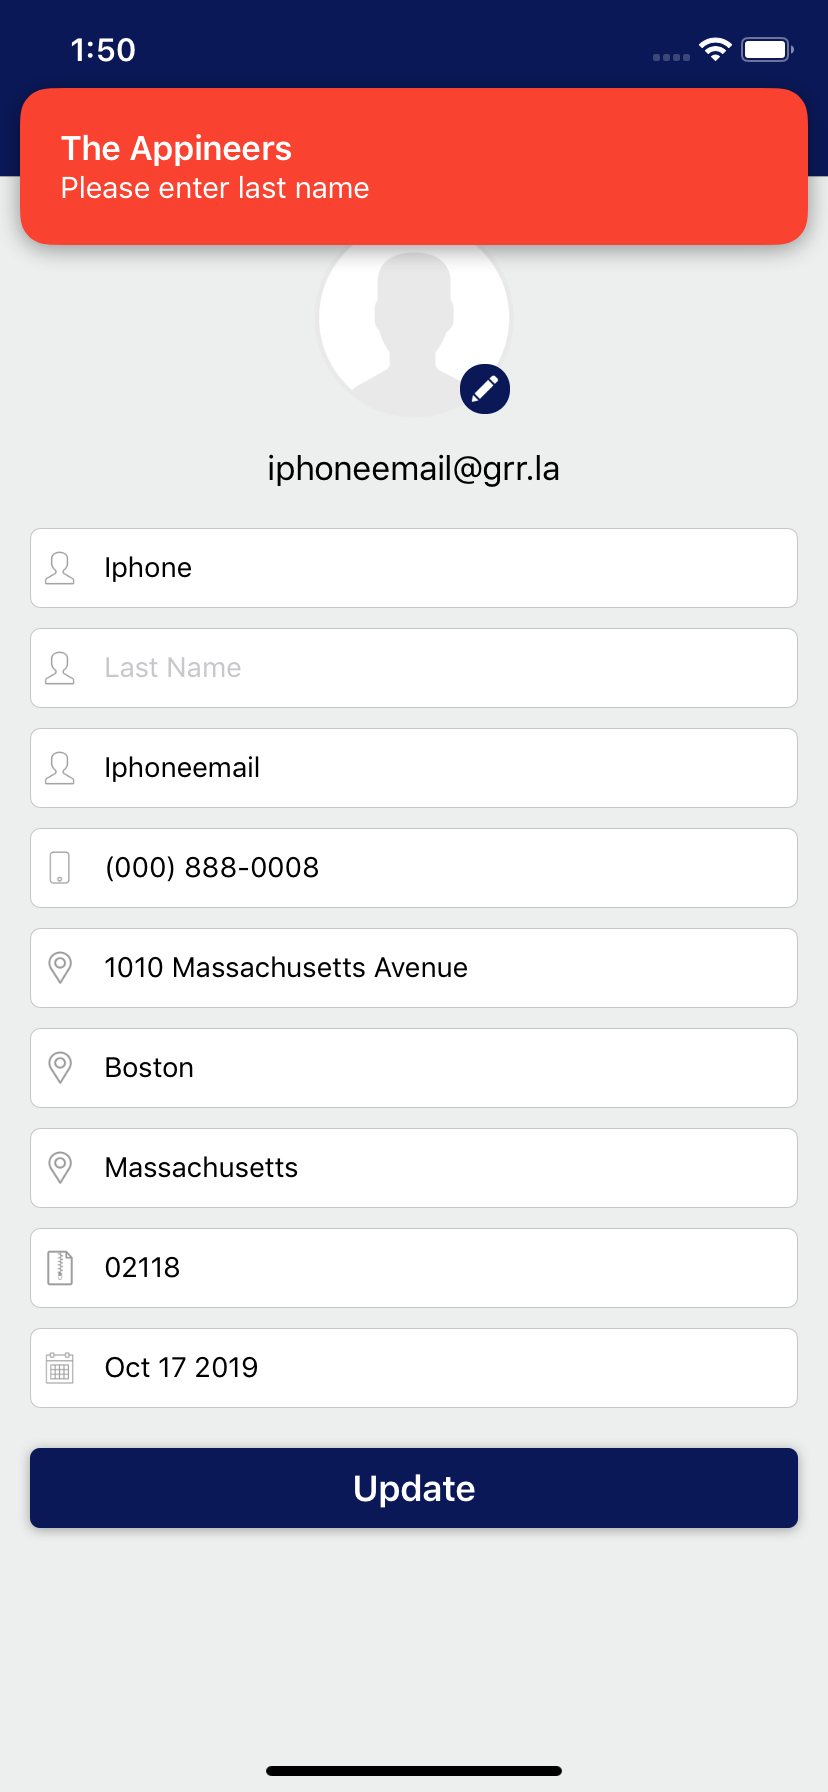 1:50
The Appineers
Please enter last name
iphoneemail@grr.la
Iphone
Last Name
Iphoneemail
(000) 888-0008
1010 Massachusetts Avenue
Boston
Massachusetts
02118
Oct 17 2019
Update